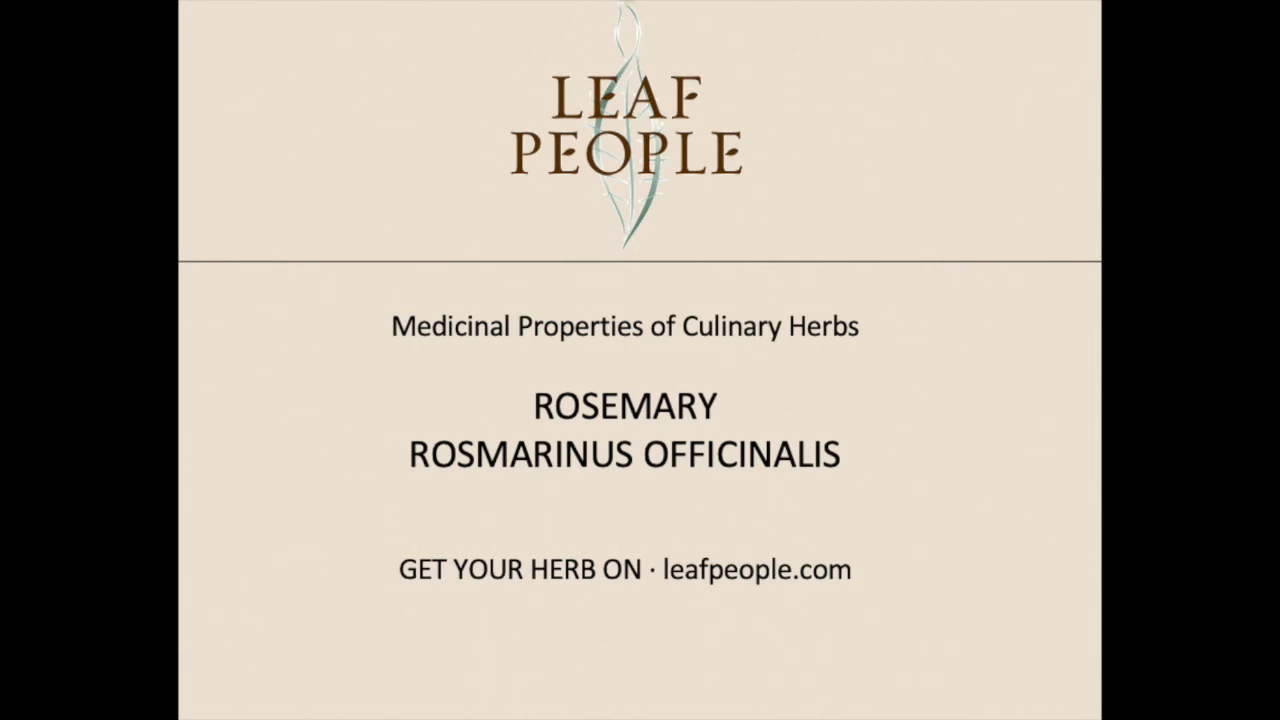 LEAF
PEOPLE
Medicinal Properties of Culinary Herbs
ROSEMARY
ROSMARINUS OFFICINALIS
GET YOUR HERB ON · leafpeople.com